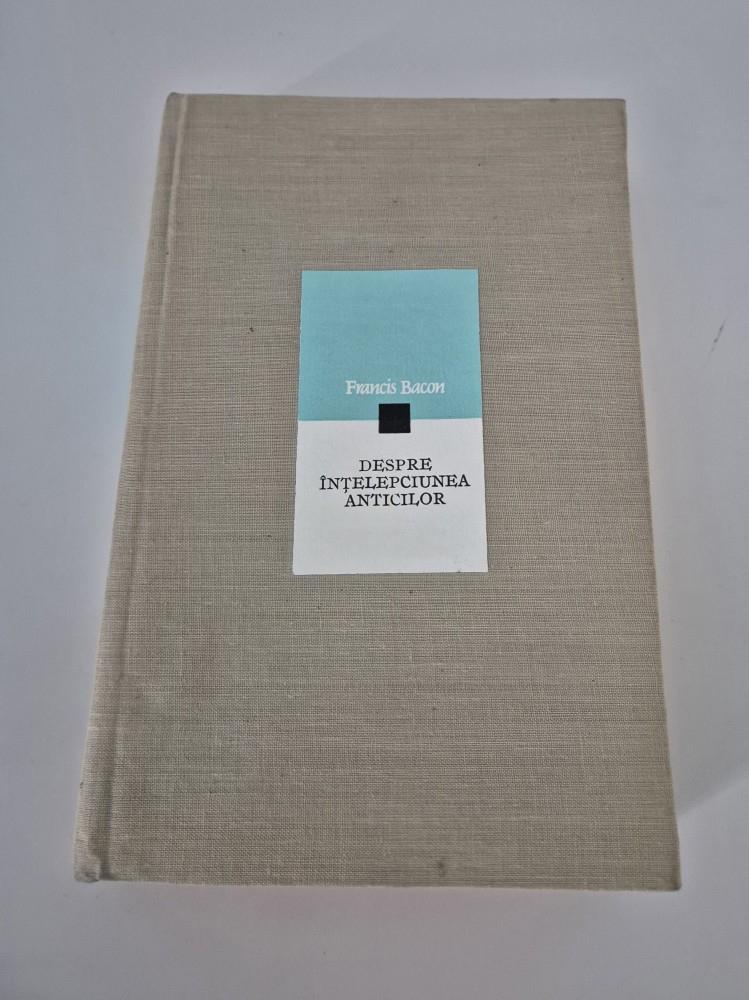 Francis Bacon
DESPRE
ÎNȚELEPCIUNEA
ANTICILOR